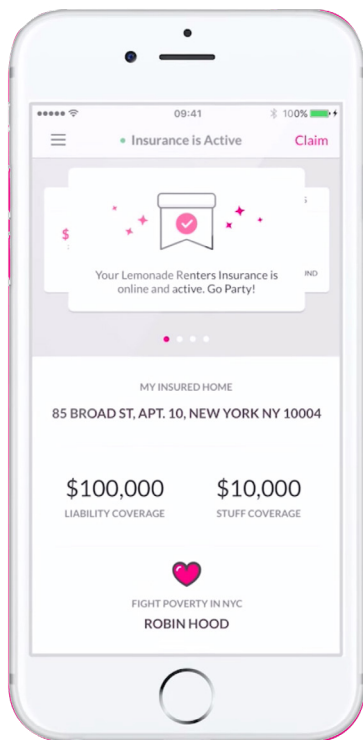 09:41
100%
Insurance is Active
Claim
$
UND
Your Lemonade Renters Insurance is
online and active. Go Party!
MY INSURED HOME
85 BROAD ST, APT. 10, NEW YORK NY 10004
$100,000
$10,000
LIABILITY COVERAGE
STUFF COVERAGE
FIGHT POVERTY IN NYC
ROBIN HOOD